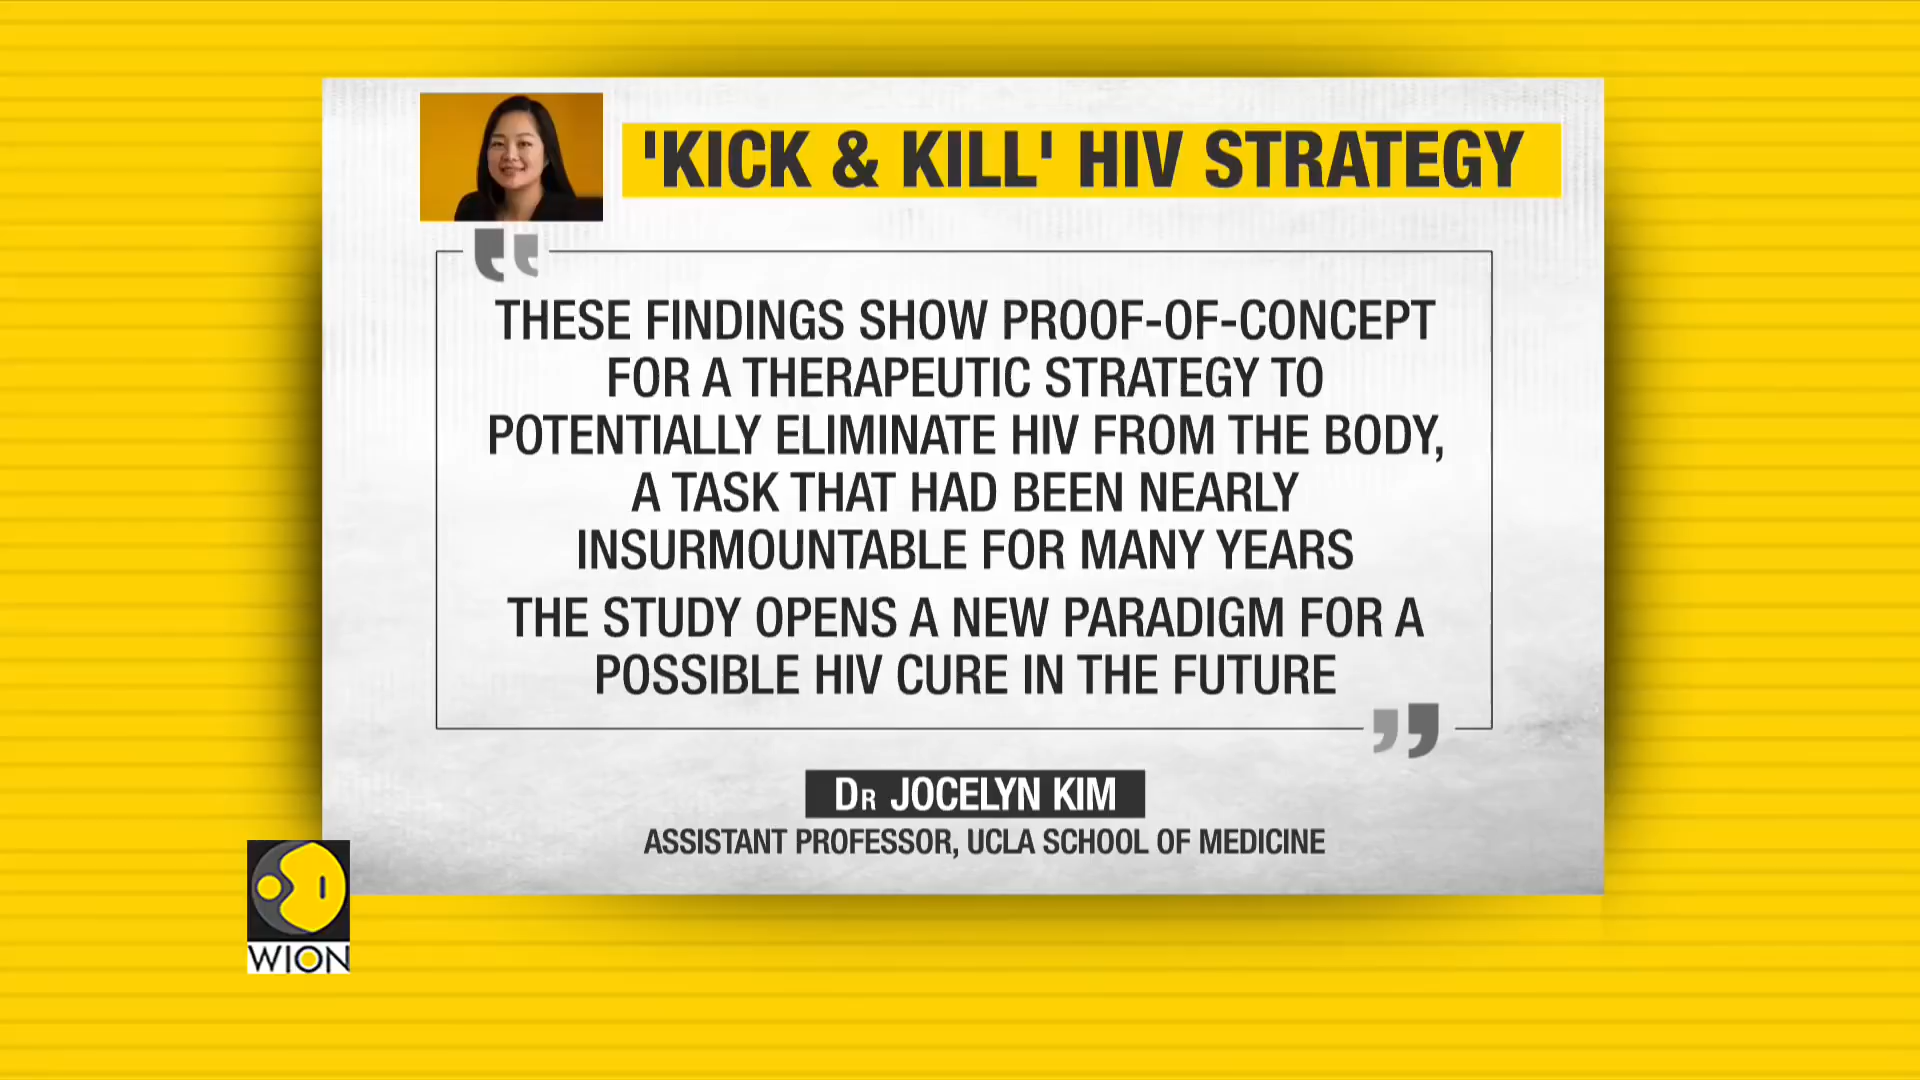 'KICK & KILL' HIV STRATEGY
THESE FINDINGS SHOW PROOF-OF-CONCEPT
FOR A THERAPEUTIC STRATEGY TO
POTENTIALLY ELIMINATE HIV FROM THE BODY,
A TASK THAT HAD BEEN NEARLY
INSURMOUNTABLE FOR MANY YEARS
THE STUDY OPENS A NEW PARADIGM FOR A
POSSIBLE HIV CURE IN THE FUTURE
DR JOCELYN KIM
ASSISTANT PROFESSOR, UCLA SCHOOL OF MEDICINE
WION